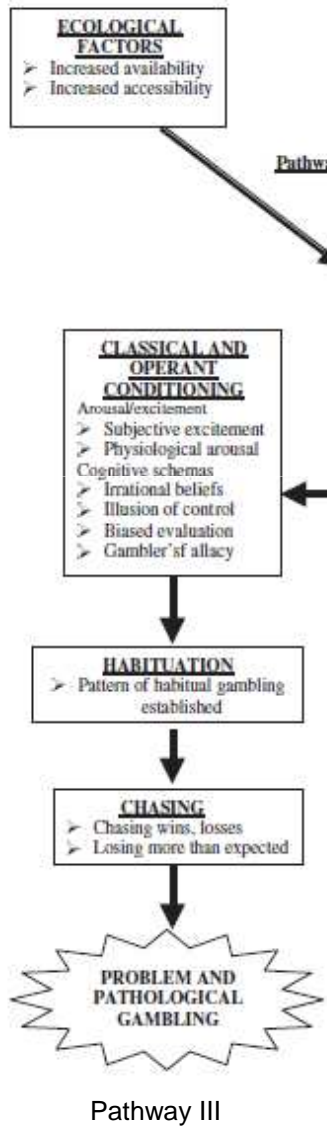 ECOLOGICAL
FACTORS
➢ Increased availability
➢ Increased accessibility
Pathwa
CLASSICAL AND
OPERANT
CONDITIONING
Arousal/excitement
➢ Subjective excitement
➢ Physiological arousal
Cognitive schemas
➢ Irrational beliefs
➢ Illusion of control
➢ Biased evaluation
➢ Gambler'sf allacy
HABITUATION
➢ Pattern of habitual gambling
established
CHASING
➢ Chasing wins, losses
➢ Losing more than expected
PROBLEM AND
PATHOLOGICAL
GAMBLING
Pathway III